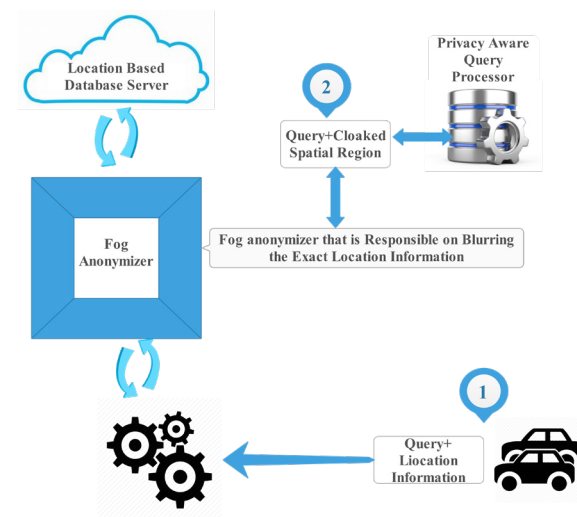 Location Based
Database Server
Privacy Aware
Query
Processor
2
Query+Cloaked
Spatial Region
Fog
Anonymizer
Fog anonymizer that is Responsible on Blurring
the Exact Location Information
1
Query+
Liocation
Information